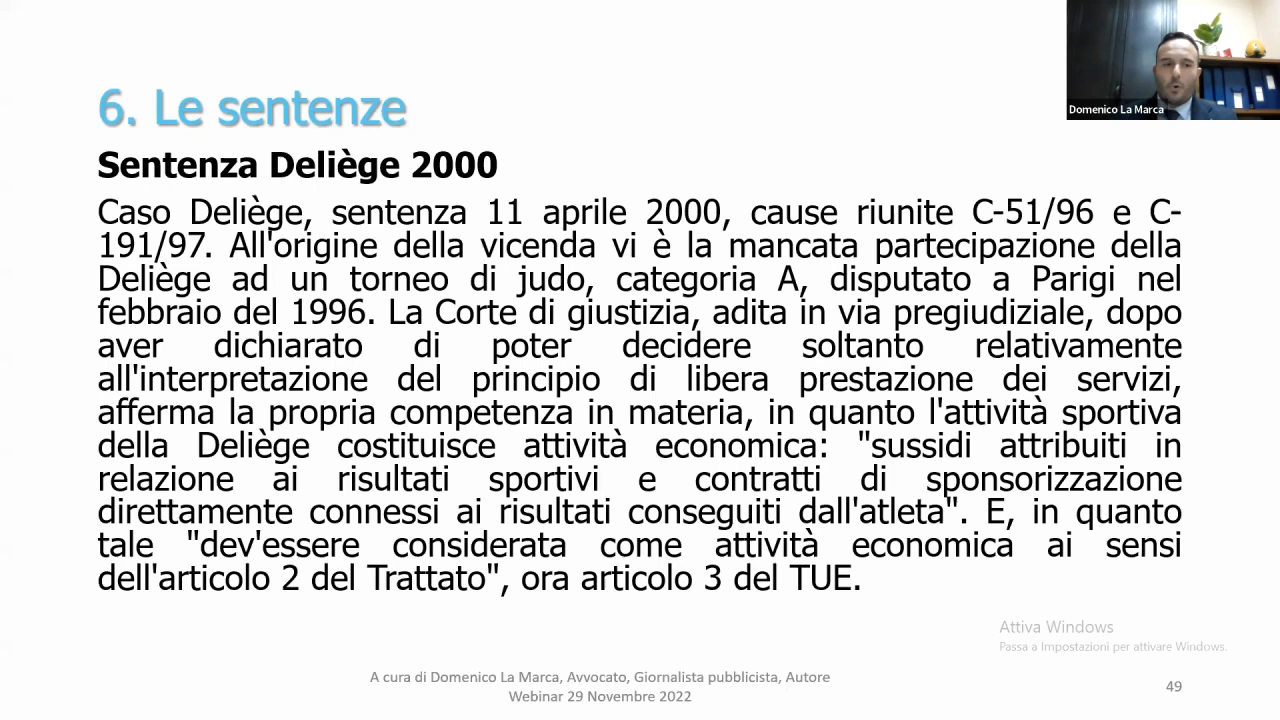 Domenico La Marca
6. Le sentenze
Sentenza Deliège 2000
Caso Deliège, sentenza 11 aprile 2000, cause riunite C-51/96 e C-
191/97. All'origine della vicenda vi è la mancata partecipazione della
Deliège ad un torneo di judo, categoria A, disputato a Parigi nel
febbraio del 1996. La Corte di giustizia, adita in via pregiudiziale, dopo
aver dichiarato di poter decidere soltanto relativamente
all'interpretazione del principio di libera prestazione dei servizi,
afferma la propria competenza in materia, in quanto l'attività sportiva
della Deliège costituisce attività economica: "sussidi attribuiti in
relazione ai risultati sportivi e contratti di sponsorizzazione
direttamente connessi ai risultati conseguiti dall'atleta". E, in quanto
tale "dev'essere considerata come attività economica ai sensi
dell'articolo 2 del Trattato", ora articolo 3 del TUE.
Attiva Windows
Passa a Impostazioni per attivare Windows.
A cura di Domenico La Marca, Avvocato, Giornalista pubblicista, Autore
Webinar 29 Novembre 2022
49